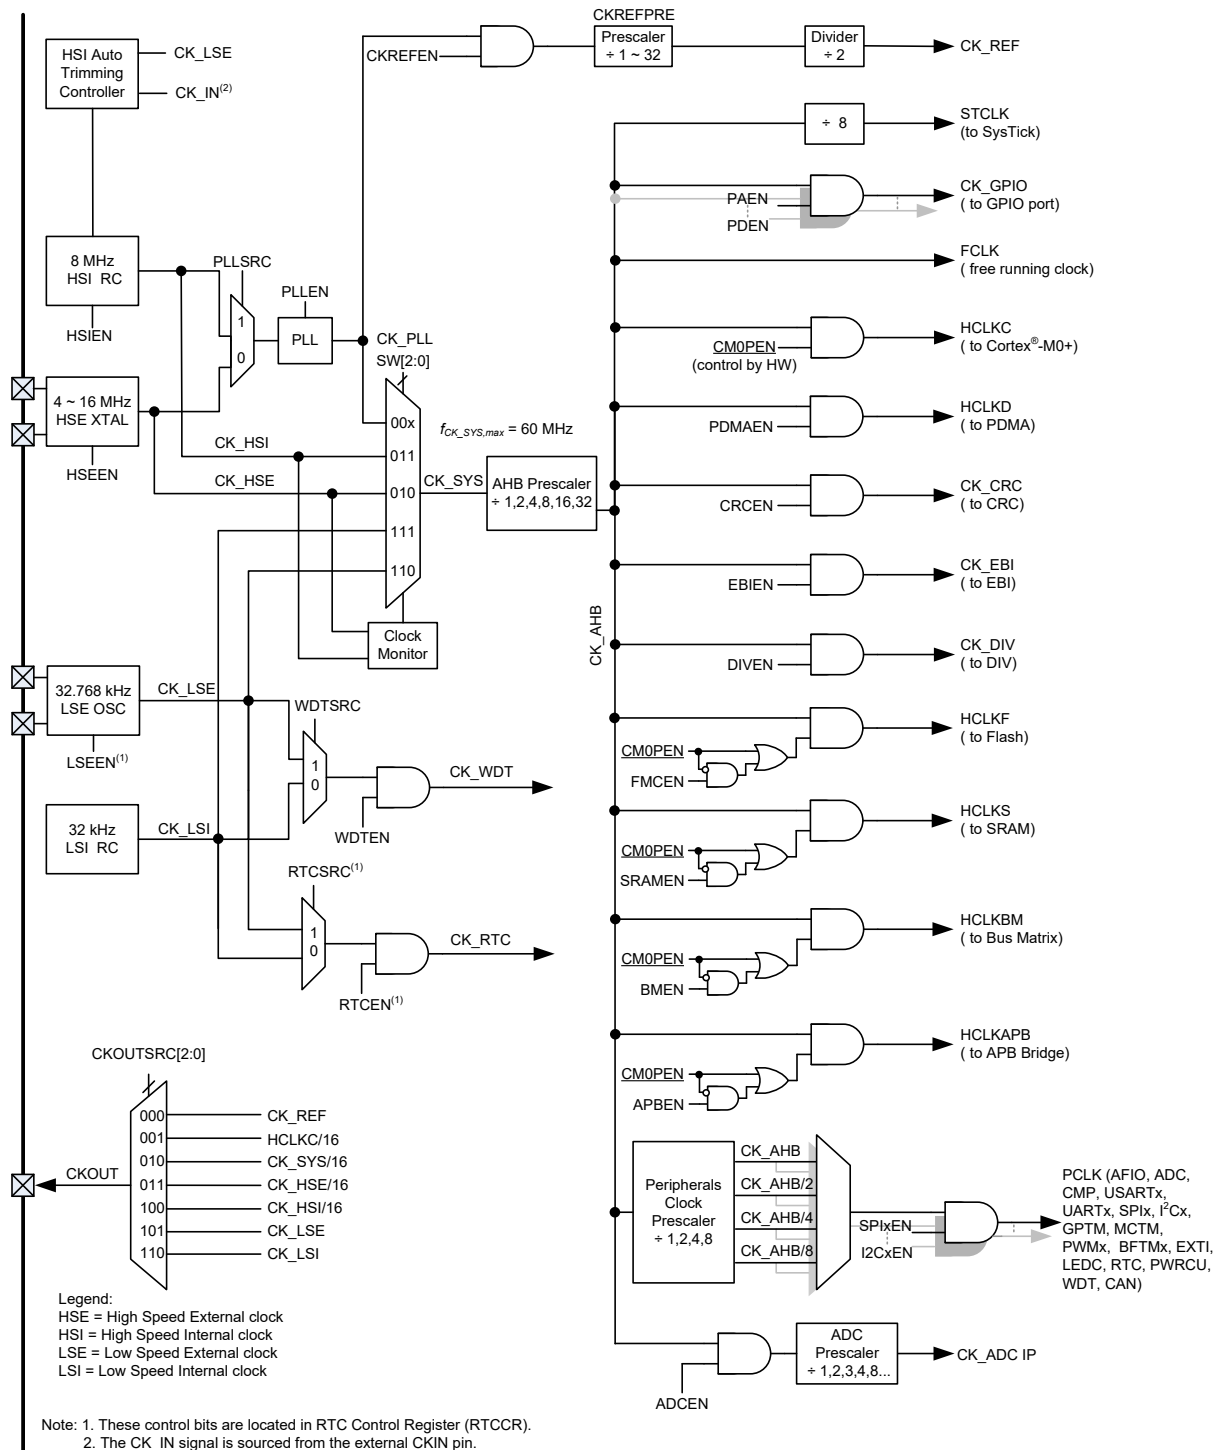 CKREFPRE
HSI Auto
Trimming
Controller
CK_LSE
CK_IN(2)
CKREFEN
Prescaler
÷ 1 ~ 32
Divider
÷ 2
CK_REF
÷ 8
STCLK
(to SysTick)
PAEN
PDEN
CK_GPIO
( to GPIO port)
8 MHz
HSI RC
HSIEN
PLLSRC
1
0
PLLEN
PLL
CK_PLL
SW[2:0]
FCLK
( free running clock)
CM0PEN
(control by HW)
HCLKC
( to Cortex®-M0+)
4 ~ 16 MHz
HSE XTAL
HSEEN
CK_HSI
CK_HSE
00x
011
010
111
110
fCK_SYS,max = 60 MHz
CK_SYS
AHB Prescaler
÷ 1,2,4,8,16,32
PDMAEN
HCLKD
( to PDMA)
CRCEN
CK_CRC
( to CRC)
EBIEN
CK_EBI
( to EBI)
Clock
Monitor
CK_AHB
DIVEN
CK_DIV
( to DIV)
32.768 kHz
LSE OSC
LSEEN(1)
CK_LSE
WDTSRC
1
0
CK_WDT
WDTEN
CM0PEN
FMCEN
HCLKF
( to Flash)
32 kHz
LSI RC
CK_LSI
CM0PEN
SRAMEN
HCLKS
( to SRAM)
RTCSRC(1)
1
0
CK_RTC
RTCEN(1)
CM0PEN
BMEN
HCLKBM
( to Bus Matrix)
CM0PEN
APBEN
HCLKAPB
( to APB Bridge)
CKOUTSRC[2:0]
CKOUT
000 CK_REF
001 HCLKC/16
010 CK_SYS/16
011 CK_HSE/16
100 CK_HSI/16
101 CK_LSE
110 CK_LSI
Peripherals
Clock
Prescaler
÷ 1,2,4,8
CK_AHB
CK_AHB/2
CK_AHB/4
CK_AHB/8
SPIxEN
I2CxEN
PCLK (AFIO, ADC,
CMP, USARTx,
UARTx, SPIx, I2Cx,
GPTM, MCTM,
PWMx, BFTMx, EXTI,
LEDC, RTC, PWRCU,
WDT, CAN)
Legend:
HSE = High Speed External clock
HSI = High Speed Internal clock
LSE = Low Speed External clock
LSI = Low Speed Internal clock
ADCEN
ADC
Prescaler
÷ 1,2,3,4,8...
CK_ADC IP
Note: 1. These control bits are located in RTC Control Register (RTCCR).
2. The CK_IN signal is sourced from the external CKIN pin.